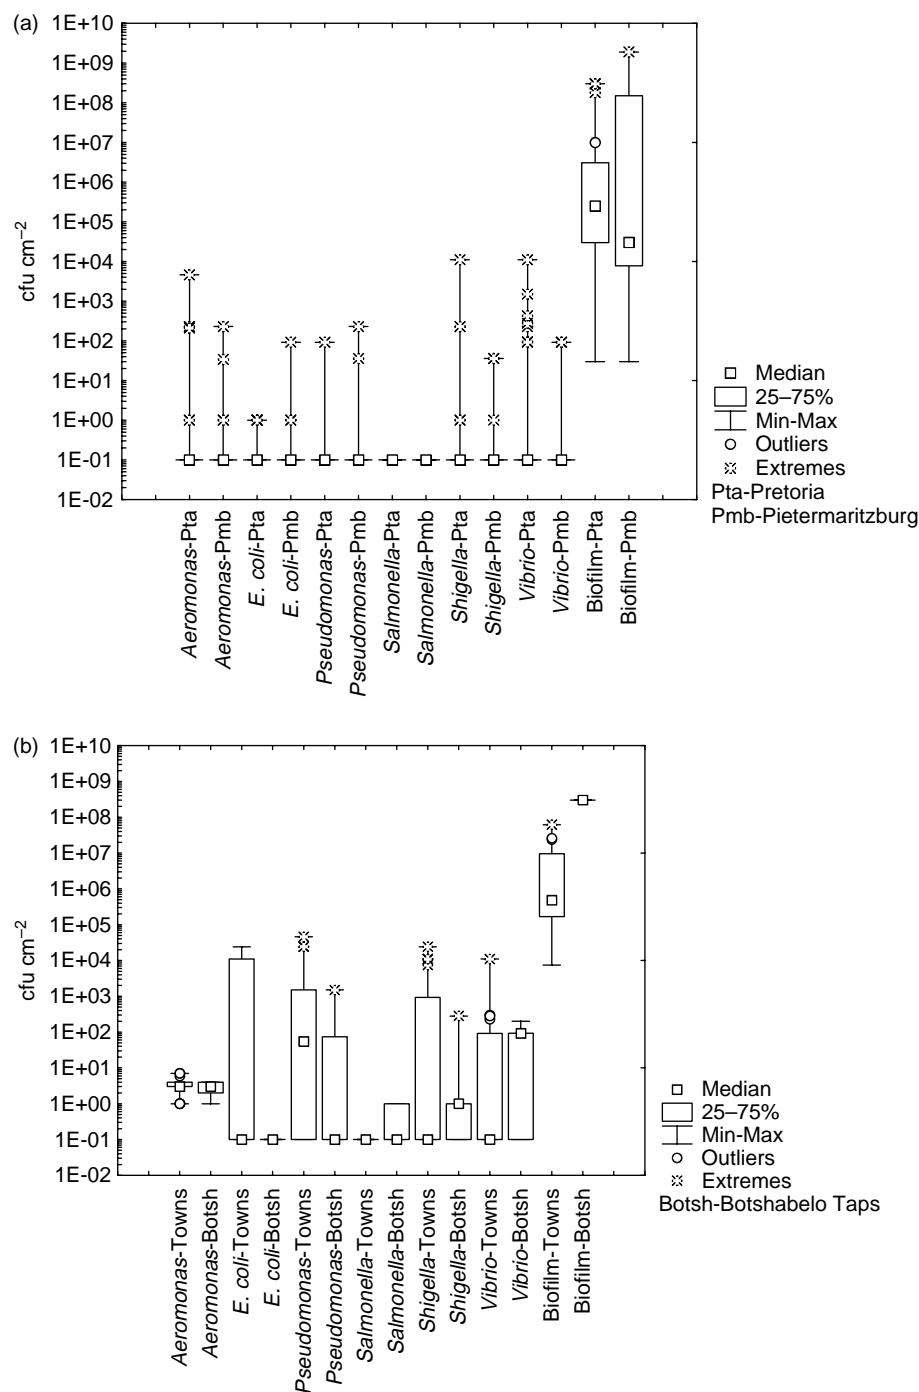 (a)
1E+10
1E+09
1E+08
1E+07
1E+06
1E+05
1E+04
1E+03
1E+02
1E+01
1E+00
1E-01
1E-02
cfu cm−2
Aeromonas-Pta
Aeromonas-Pmb
E. coli-Pta
E. coli-Pmb
Pseudomonas-Pta
Pseudomonas-Pmb
Salmonella-Pta
Salmonella-Pmb
Shigella-Pta
Shigella-Pmb
Vibrio-Pta
Vibrio-Pmb
Biofilm-Pta
Biofilm-Pmb
Median
25–75%
Min-Max
Outliers
Extremes
Pta-Pretoria
Pmb-Pietermaritzburg
(b)
1E+10
1E+09
1E+08
1E+07
1E+06
1E+05
1E+04
1E+03
1E+02
1E+01
1E+00
1E-01
1E-02
cfu cm−2
Aeromonas-Towns
Aeromonas-Botsh
E. coli-Towns
E. coli-Botsh
Pseudomonas-Towns
Pseudomonas-Botsh
Salmonella-Towns
Salmonella-Botsh
Shigella-Towns
Shigella-Botsh
Vibrio-Towns
Vibrio-Botsh
Biofilm-Towns
Biofilm-Botsh
Median
25–75%
Min-Max
Outliers
Extremes
Botsh-Botshabelo Taps